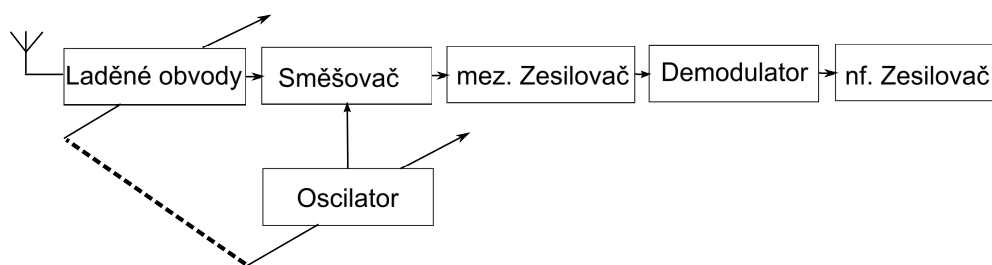 Laděné obvody
Směšovač
mez. Zesilovač
Demodulator
nf. Zesilovač
Oscilator